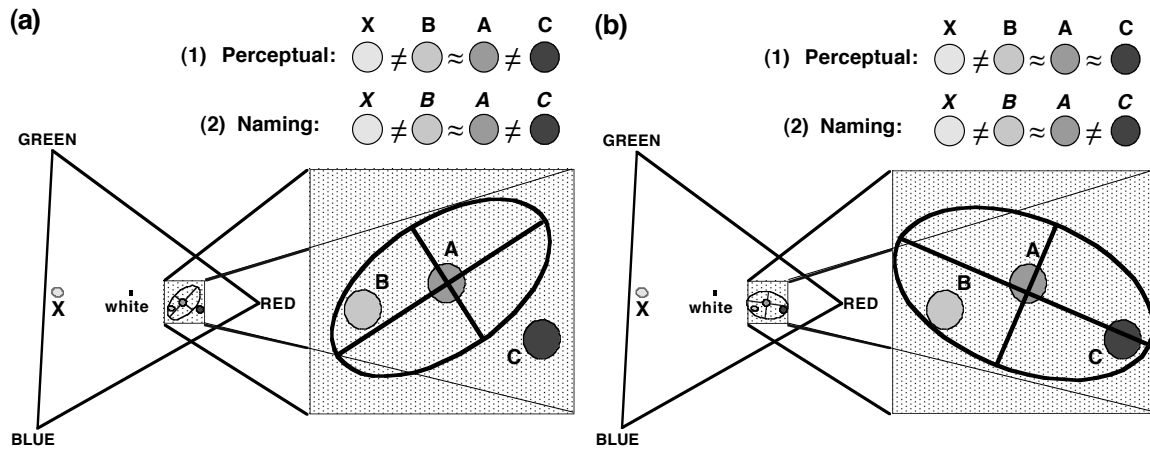 (a)
X B A C
(1) Perceptual: ≠ ≈ ≠
X B A C
(2) Naming: ≠ ≈ ≠
GREEN
A
B
X
white
RED
C
BLUE
(b)
X B A C
(1) Perceptual: ≠ ≈ ≈
X B A C
(2) Naming: ≠ ≈ ≠
GREEN
A
B
X
white
RED
C
BLUE